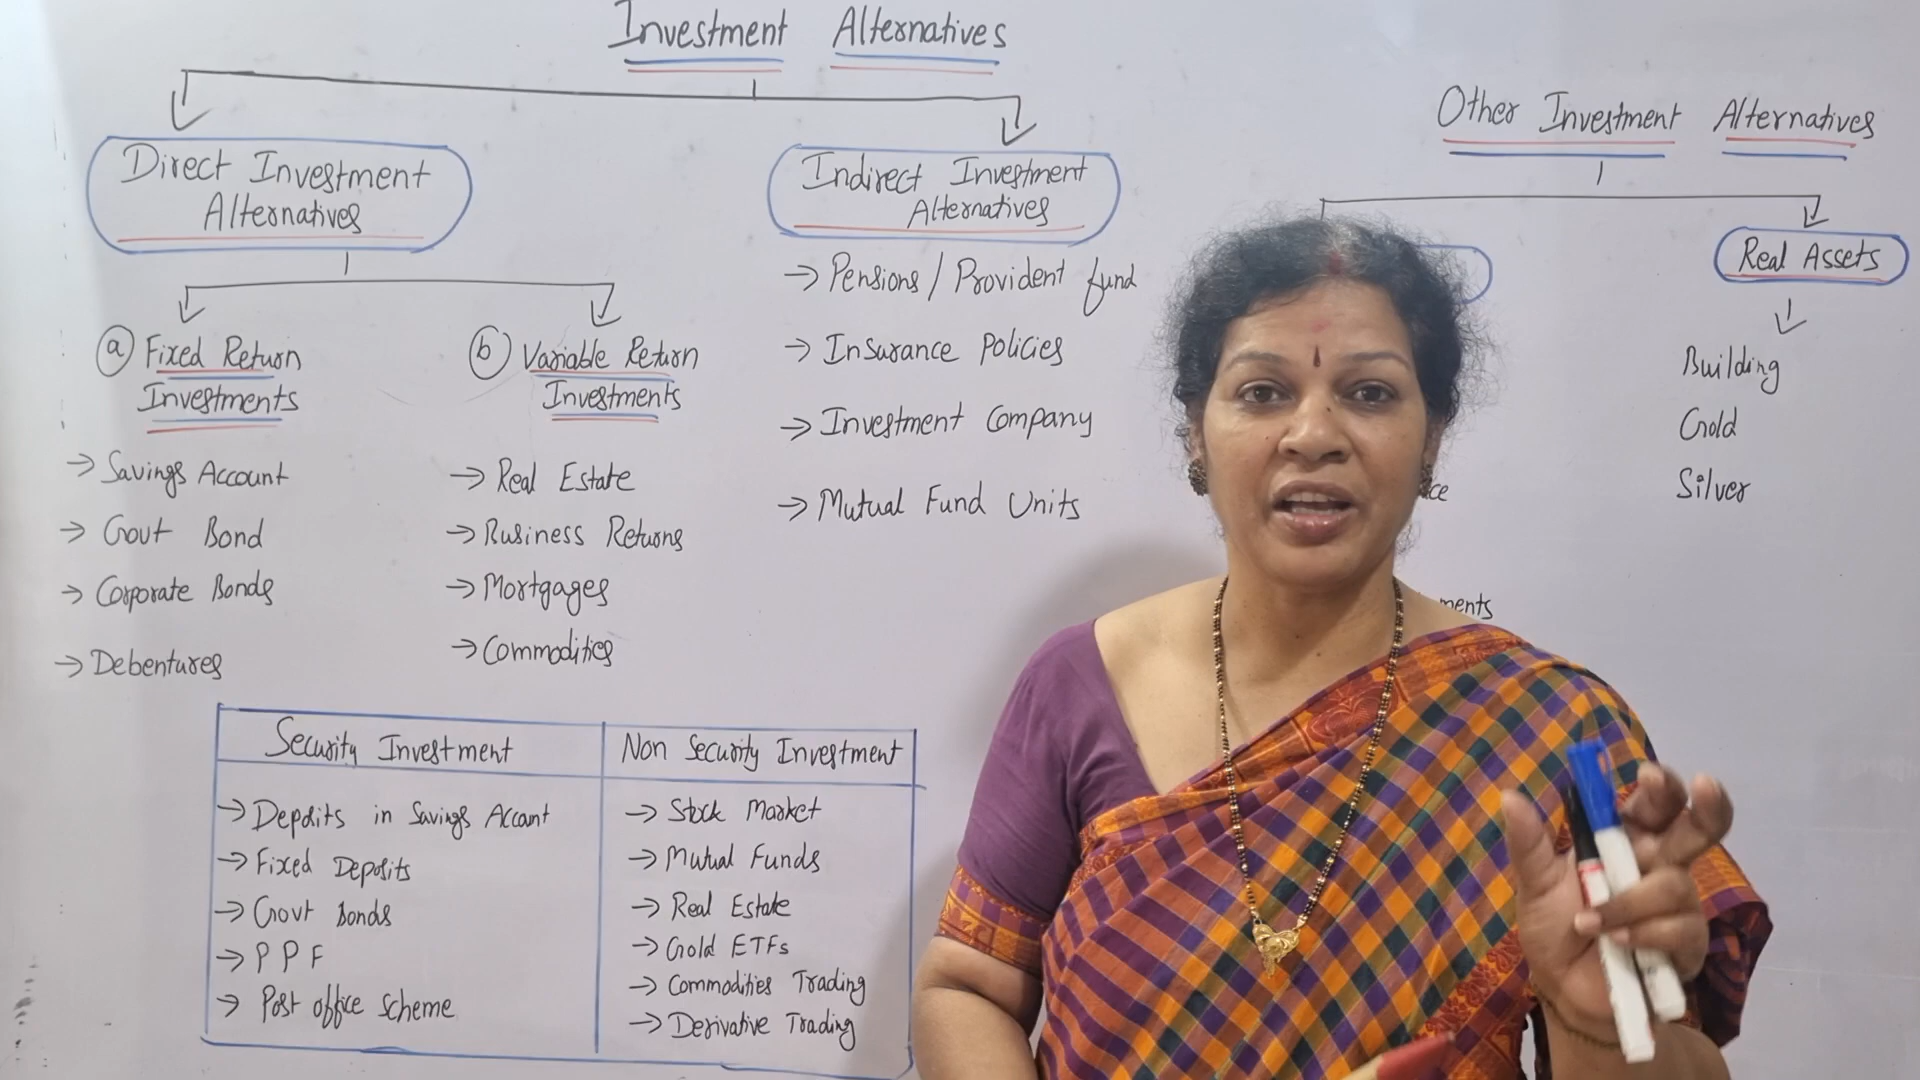 Investment Alternatives
Direct Investment
Alternatives
a Fixed Return
Investments
→ Savings Account
→ Govt Bond
→ Corporate Bonds
→ Debentures
b Variable Return
Investments
→ Real Estate
→ Business Returns
→ Mortgages
→ Commodities
Indirect Investment
Alternatives
→ Pensions / Provident fund
→ Insurance Policies
→ Investment Company
→ Mutual Fund Units
Security Investment
→ Deposits in Savings Account
→ Fixed Deposits
→ Govt Bonds
→ PPF
→ Post office Scheme
Non Security Investment
→ Stock Market
→ Mutual Funds
→ Real Estate
→ Gold ETFs
→ Commodities Trading
→ Derivative Trading
Other Investment Alternatives
Real Assets
Building
Gold
Silver